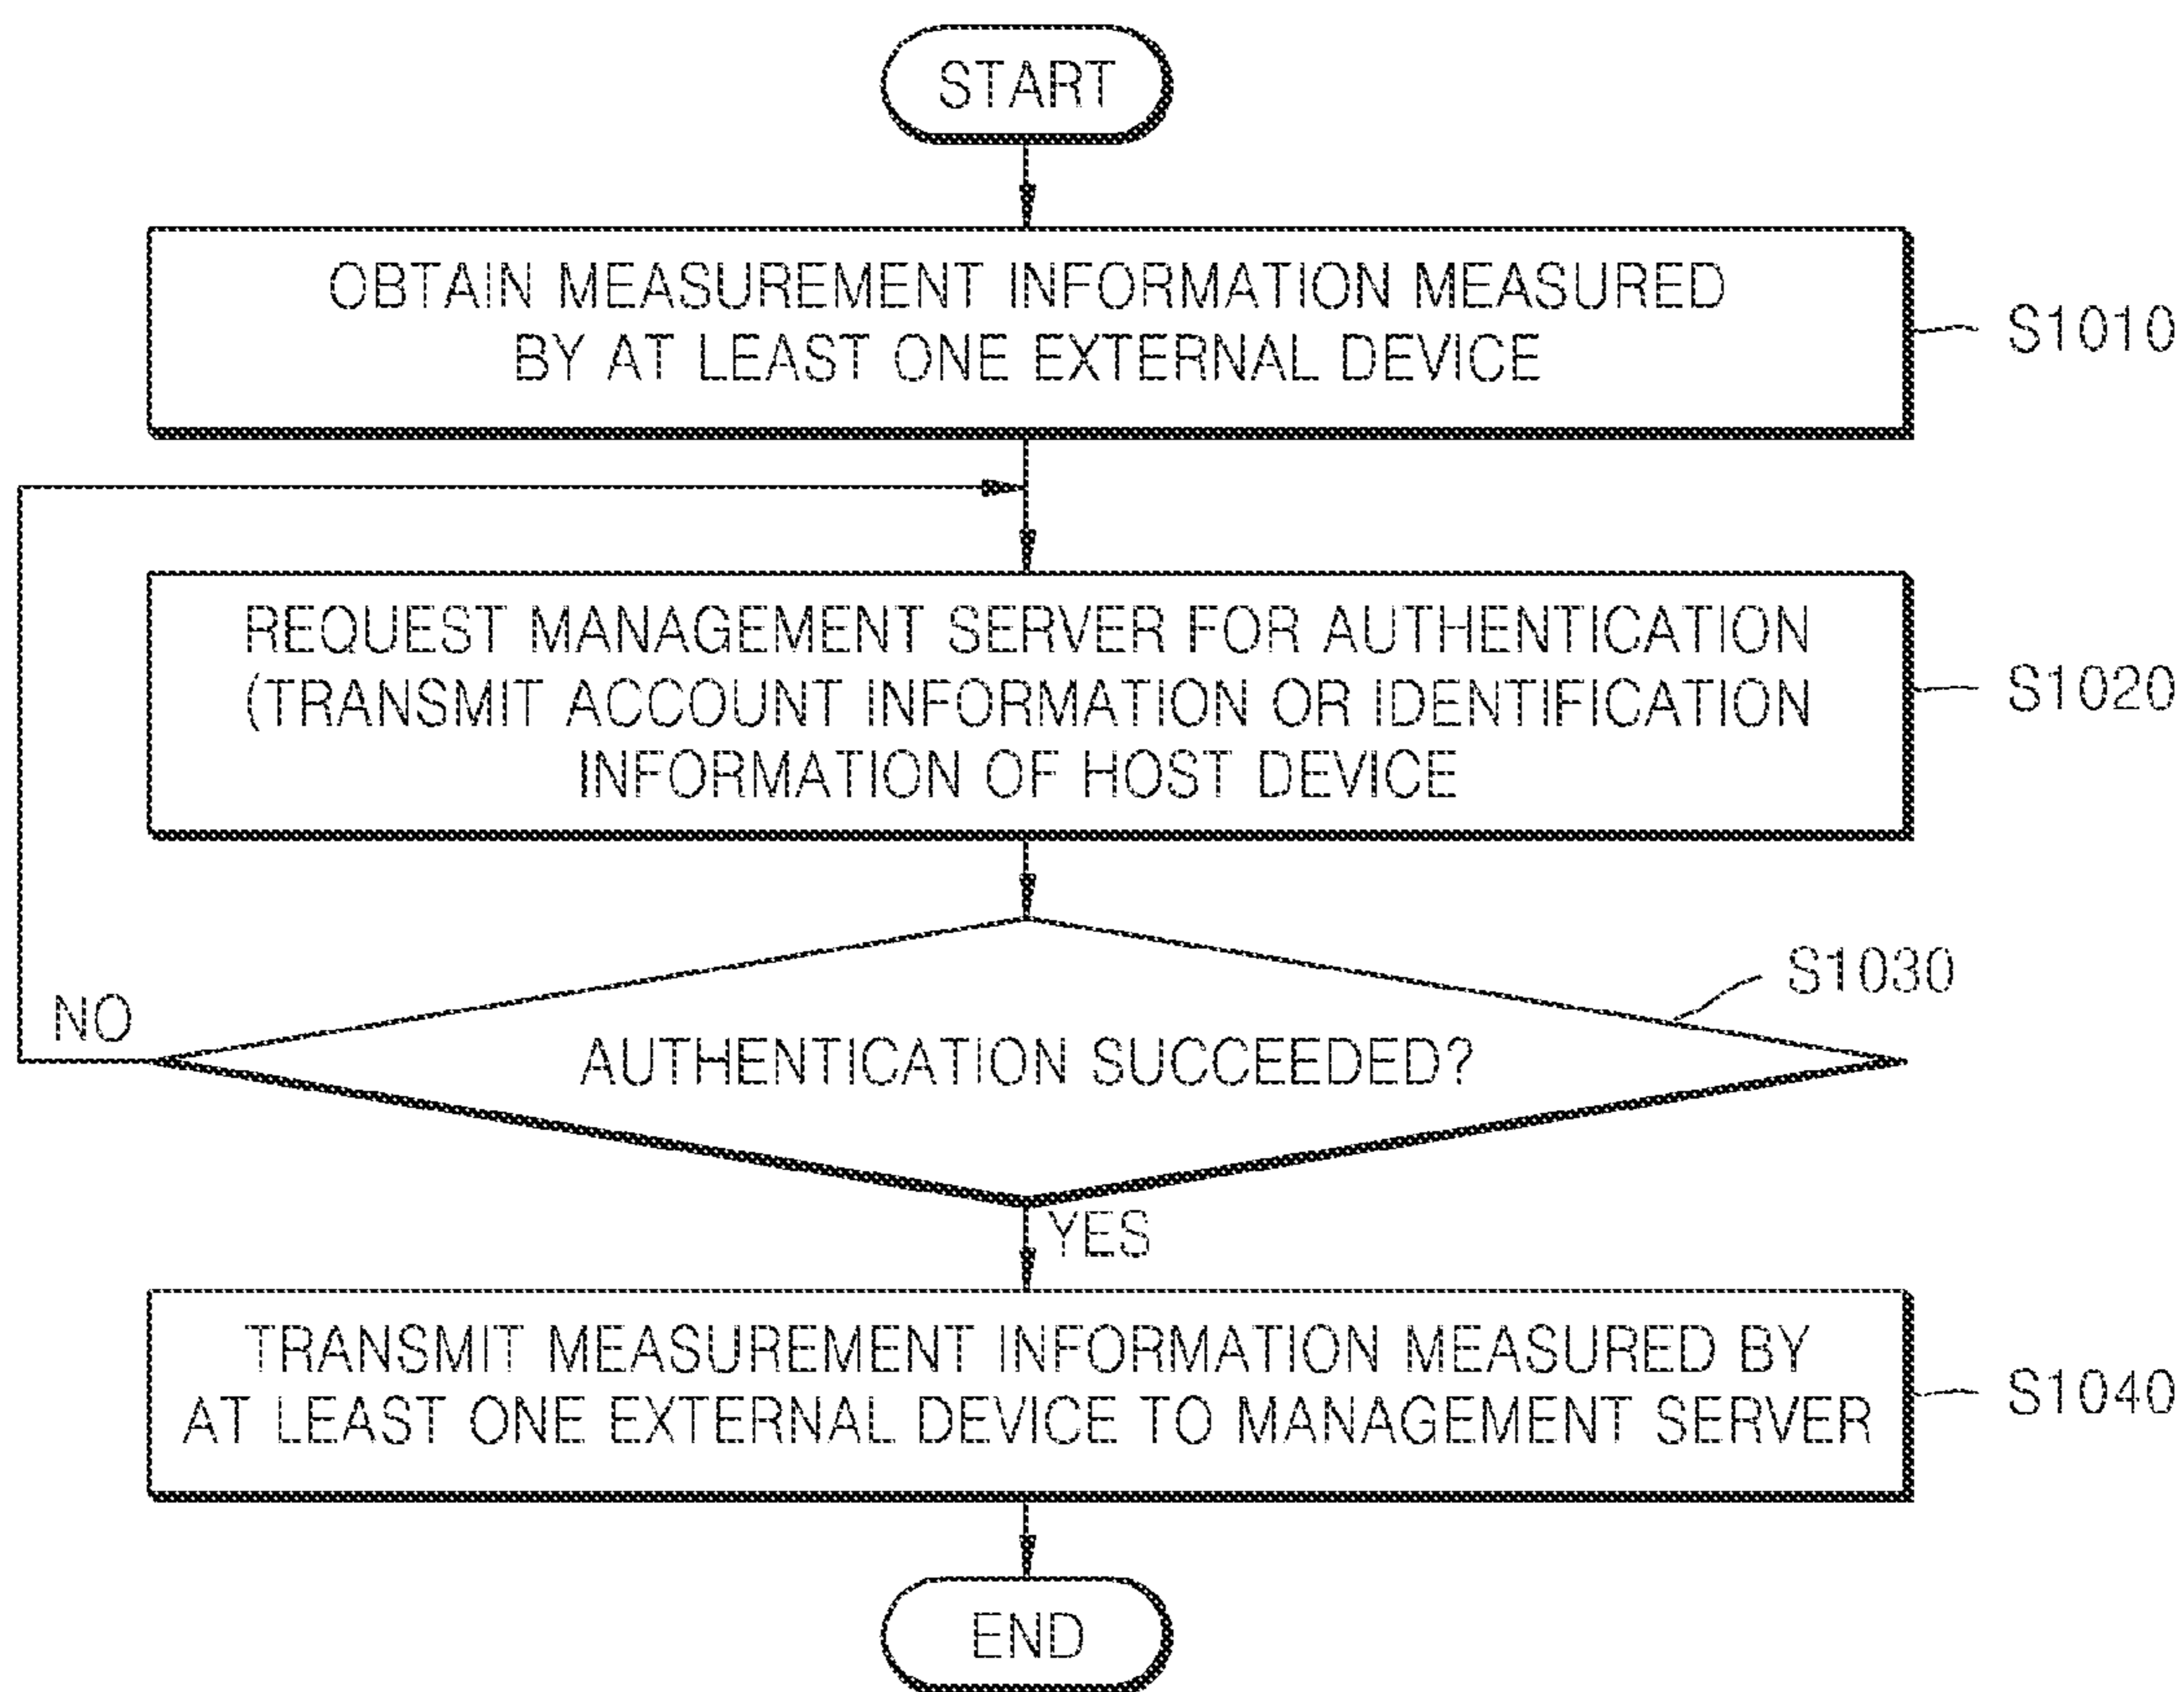 START
OBTAIN MEASUREMENT INFORMATION MEASURED
BY AT LEAST ONE EXTERNAL DEVICE
S1010
REQUEST MANAGEMENT SERVER FOR AUTHENTICATION
(TRANSMIT ACCOUNT INFORMATION OR IDENTIFICATION
INFORMATION OF HOST DEVICE
S1020
S1030
NO
AUTHENTICATION SUCCEEDED?
YES
TRANSMIT MEASUREMENT INFORMATION MEASURED BY
AT LEAST ONE EXTERNAL DEVICE TO MANAGEMENT SERVER
S1040
END